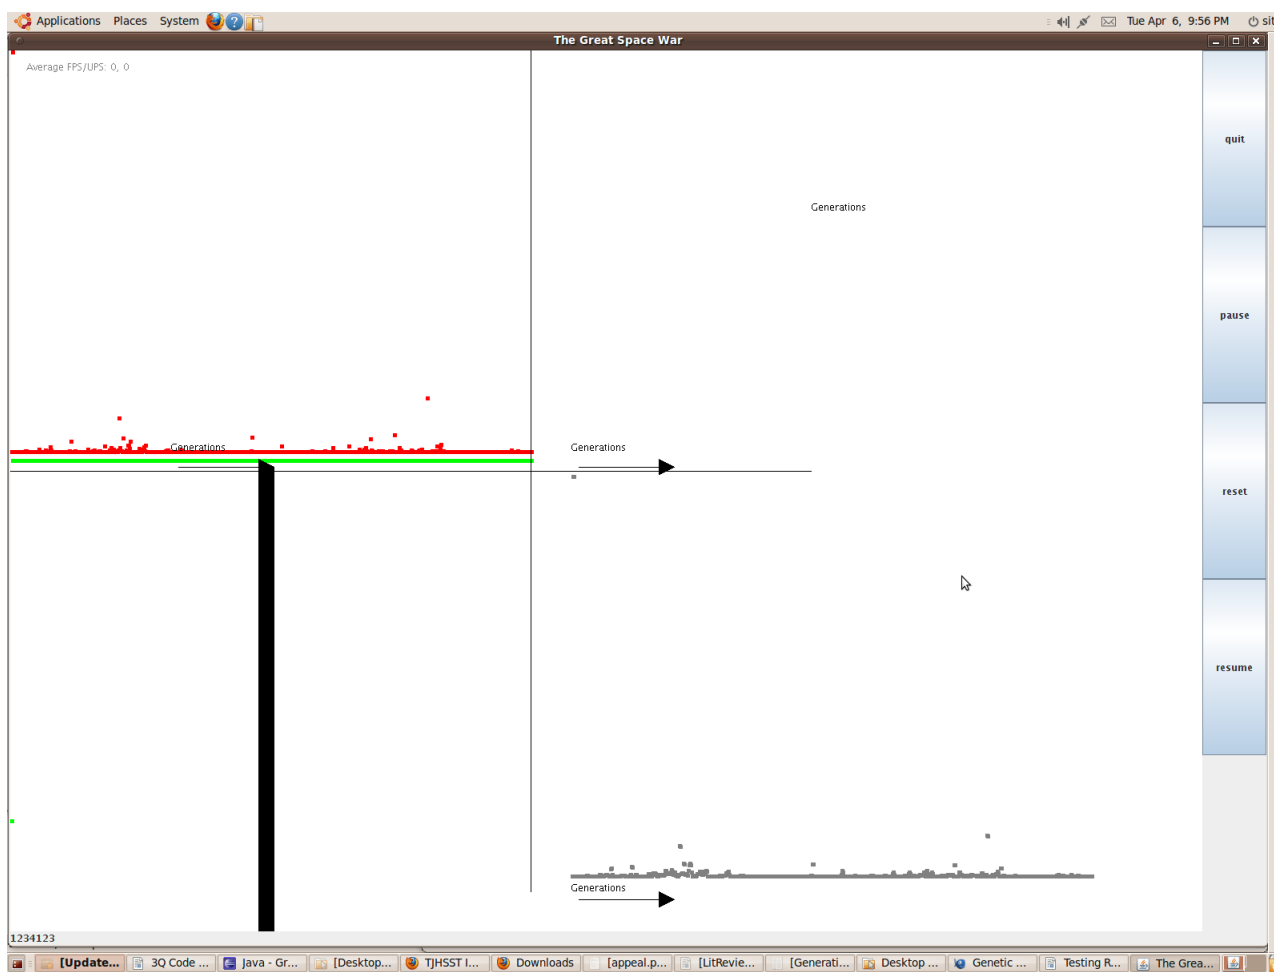 Applications Places System
Tue Apr 6, 9:56 PM
sit
The Great Space War
Average FPS/UPS: 0, 0
quit
Generations
pause
Generations
Generations
reset
resume
Generations
1234123
[Update...
3Q Code ...
Java - Gr...
[Desktop...
TJHSST I...
Downloads
[appeal.p...
[LitRevie...
[Generati...
Desktop ...
Genetic ...
Testing R...
The Grea...